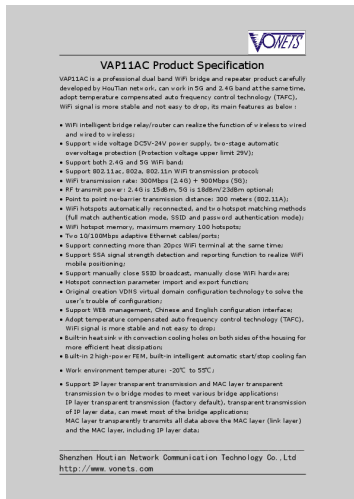 VONETS
VAP11AC Product Specification
VAP11AC is a professional dual band WiFi bridge and repeater product carefully
developed by HouTian network, can work in 5G and 2.4G band at the same time,
adopt temperature compensated auto frequency control technology (TAFC),
WiFi signal is more stable and not easy to drop, its main features as below:
● WiFi intelligent bridge relay/router can realize the function of wireless to wired
and wired to wireless;
● Support wide voltage DC5V-24V power supply, two-stage automatic
overvoltage protection (Protection voltage upper limit 29V);
● Support both 2.4G and 5G WiFi band;
● Support 802.11ac, 802a, 802.11n WiFi transmission protocol;
● WiFi transmission rate: 300Mbps (2.4G) + 900Mbps (5G);
● RF transmit power: 2.4G is 15dBm, 5G is 18dBm/23dBm optional;
● Point to point no-barrier transmission distance: 300 meters (802.11A);
● WiFi hotspots automatically reconnected, and two hotspot matching methods
(full match authentication mode, SSID and password authentication mode);
● WiFi hotspot memory, maximum memory 100 hotspots;
● Two 10/100Mbps adaptive Ethernet cables/ports;
● Support connecting more than 20pcs WiFi terminal at the same time;
● Support SSA signal strength detection and reporting function to realize WiFi
mobile positioning;
● Support manually close SSID broadcast, manually close WiFi hardware;
● Hotspot connection parameter import and export function;
● Original creation VDNS virtual domain configuration technology to solve the
user's trouble of configuration;
● Support WEB management, Chinese and English configuration interface;
● Adopt temperature compensated auto frequency control technology (TAFC),
WiFi signal is more stable and not easy to drop;
● Built-in heat sink with convection cooling holes on both sides of the housing for
more efficient heat dissipation;
● Built-in 2 high-power FEM, built-in intelligent automatic start/stop cooling fan
● Work environment temperature: -20℃ to 55℃;
● Support IP layer transparent transmission and MAC layer transparent
transmission two bridge modes to meet various bridge applications:
IP layer transparent transmission (factory default), transparent transmission
of IP layer data, can meet most of the bridge applications;
MAC layer transparently transmits all data above the MAC layer (link layer)
and the MAC layer, including IP layer data;
Shenzhen Houtian Network Communication Technology Co.,Ltd
http://www.vonets.com